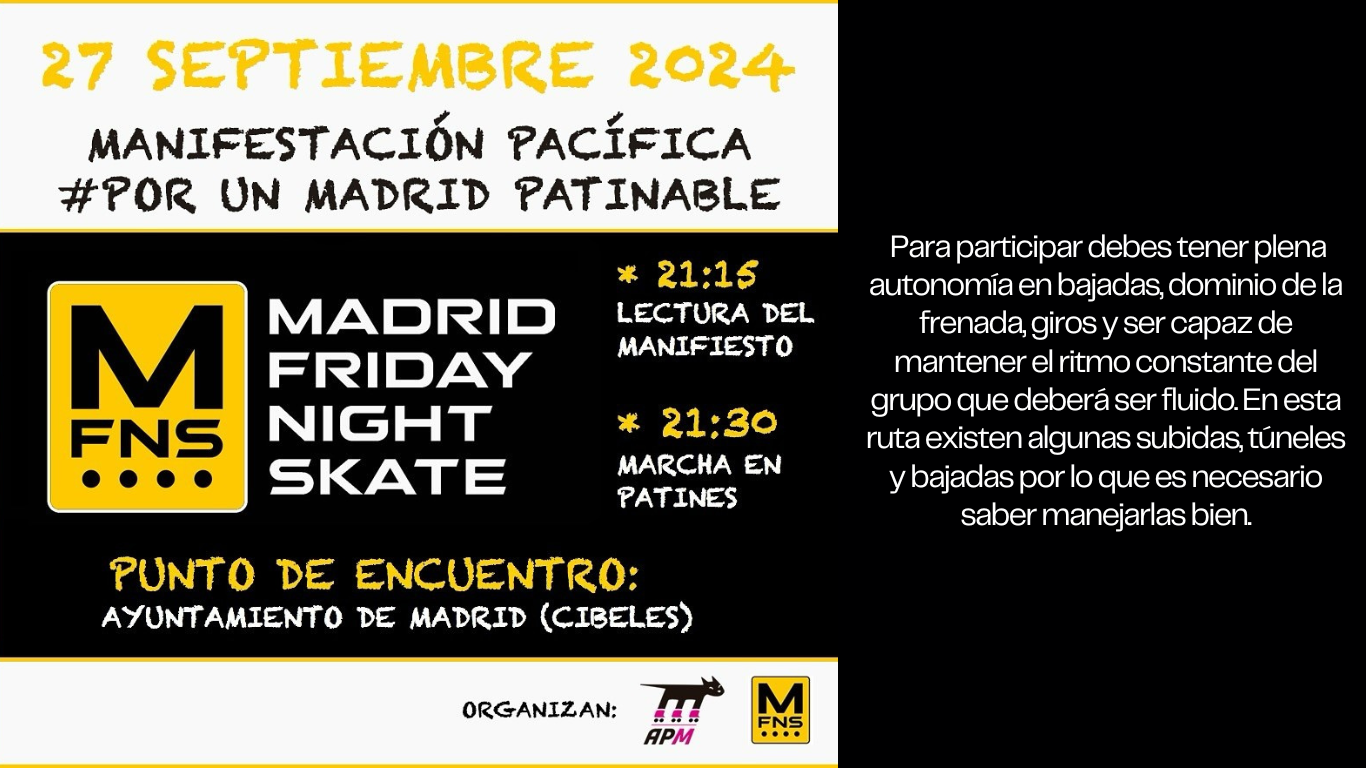 27 SEPTIEMBRE 2024
MANIFESTACIÓN PACÍFICA
#POR UN MADRID PATINABLE
M
FNS
MADRID
FRIDAY
NIGHT
SKATE
* 21:15
LECTURA DEL
MANIFIESTO
* 21:30
MARCHA EN
PATINES
PUNTO DE ENCUENTRO:
AYUNTAMIENTO DE MADRID (CIBELES)
ORGANIZAN:
APM
M
FNS
Para participar debes tener plena
autonomía en bajadas, dominio de la
frenada, giros y ser capaz de
mantener el ritmo constante del
grupo que deberá ser fluido. En esta
ruta existen algunas subidas, túneles
y bajadas por lo que es necesario
saber manejarlas bien.